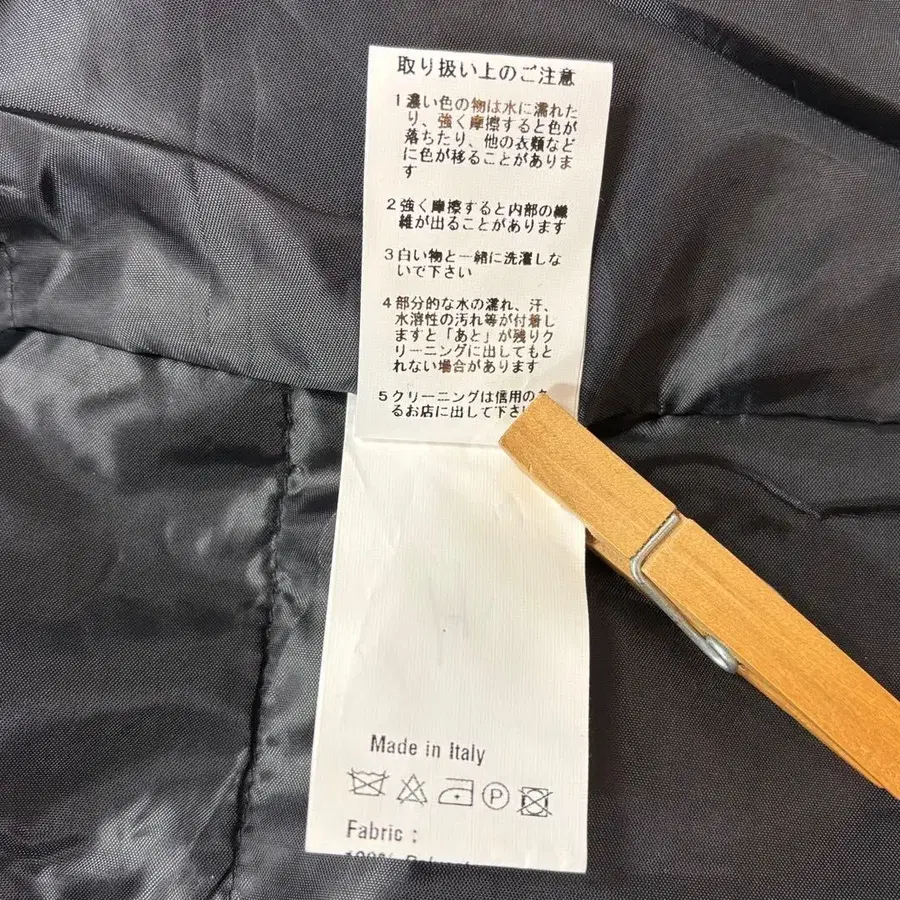 取り扱い上のご注意
1 濃い色の物は水に濡れた
り、強く摩擦すると色が
落ちたり、他の衣類など
に色が移ることがありま
す
2 強く摩擦すると内部の繊
維が出ることがあります
3 白い物と一緒に洗濯しな
いで下さい
4 部分的な水の濡れ、汗、
水溶性の汚れ等が付着し
ますと「あと」が残りク
リーニングに出してもと
れない場合があります
5 クリーニングは信用の
るお店に出して下さ
Made in Italy
P
Fabric :
100%